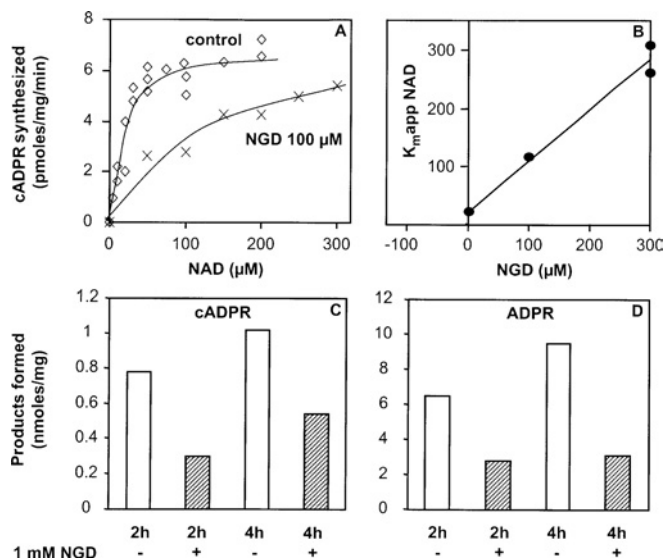 A
control
cADPR synthesized
(pmoles/mg/min)
8
6
4
2
0
NGD 100 µM
0 100 200 300
NAD (µM)
B
KmappNAD
300
200
100
-100 0 100 200 300
NGD (µM)
C
cADPR
Products formed
(nmoles/mg)
1.2
1
0.8
0.6
0.4
0.2
0
2h 2h 4h 4h
1 mM NGD - + - +
D
ADPR
12
10
8
6
4
2
0
2h 2h 4h 4h
- + - +